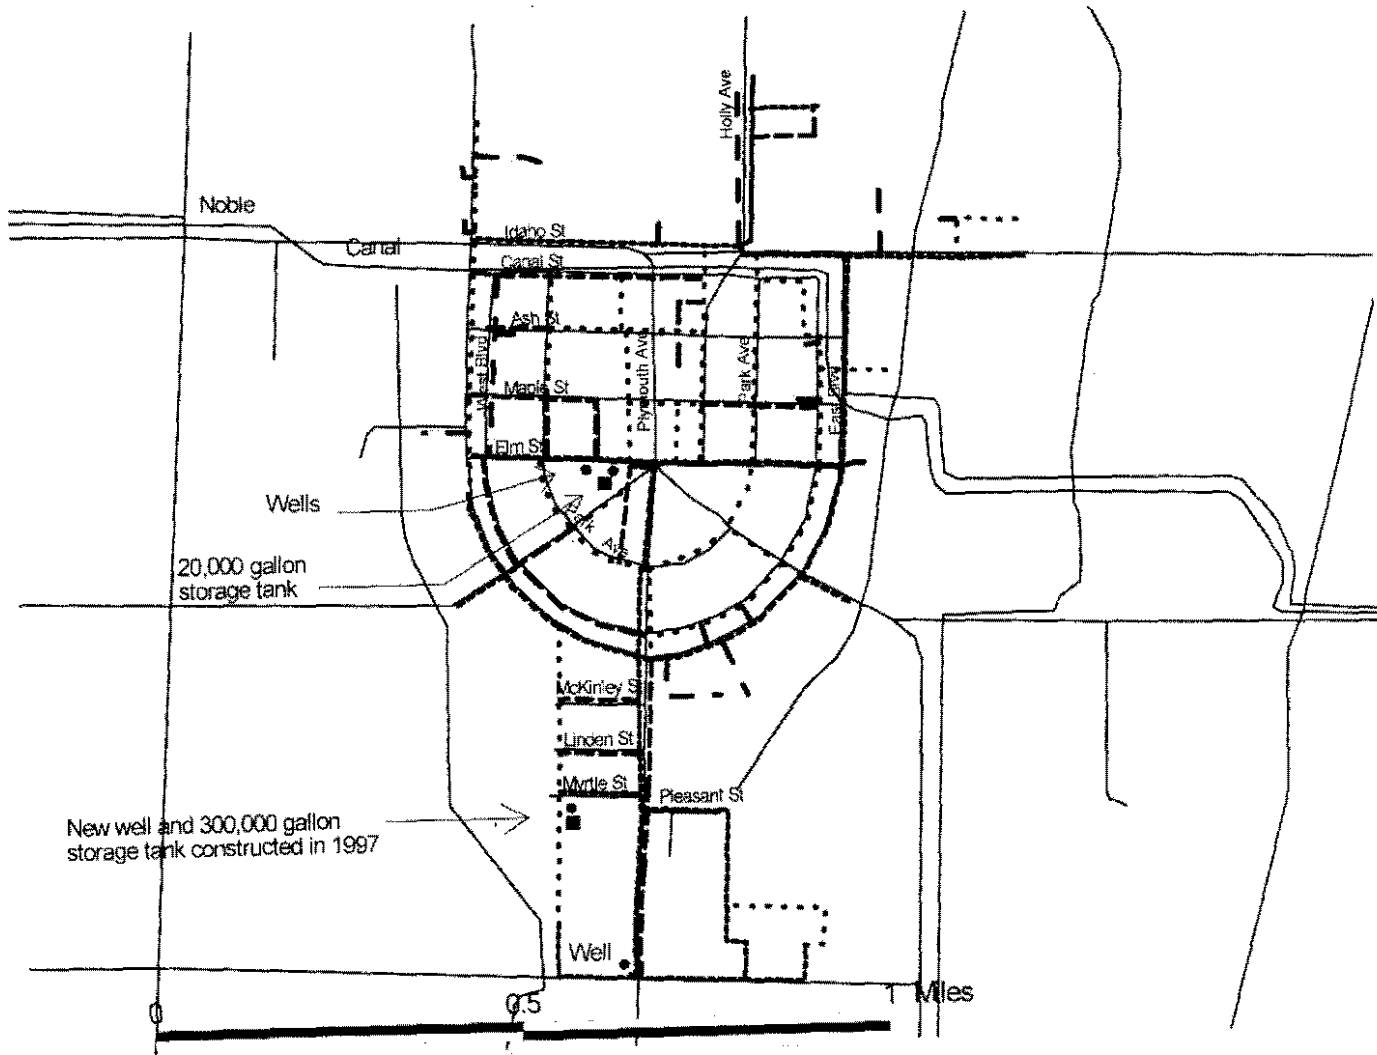 Holly Ave
Noble
Canal
Idaho St
Canal St
Ash St
West Blvd
Plymouth Ave
Park Ave
Maple St
East Blvd
Elm St
Wells
Park Ave
20,000 gallon
storage tank
McKinley S
Linden St
Myrtle St
Pleasant St
New well and 300,000 gallon
storage tank constructed in 1997
Well
0
0.5
1 Miles